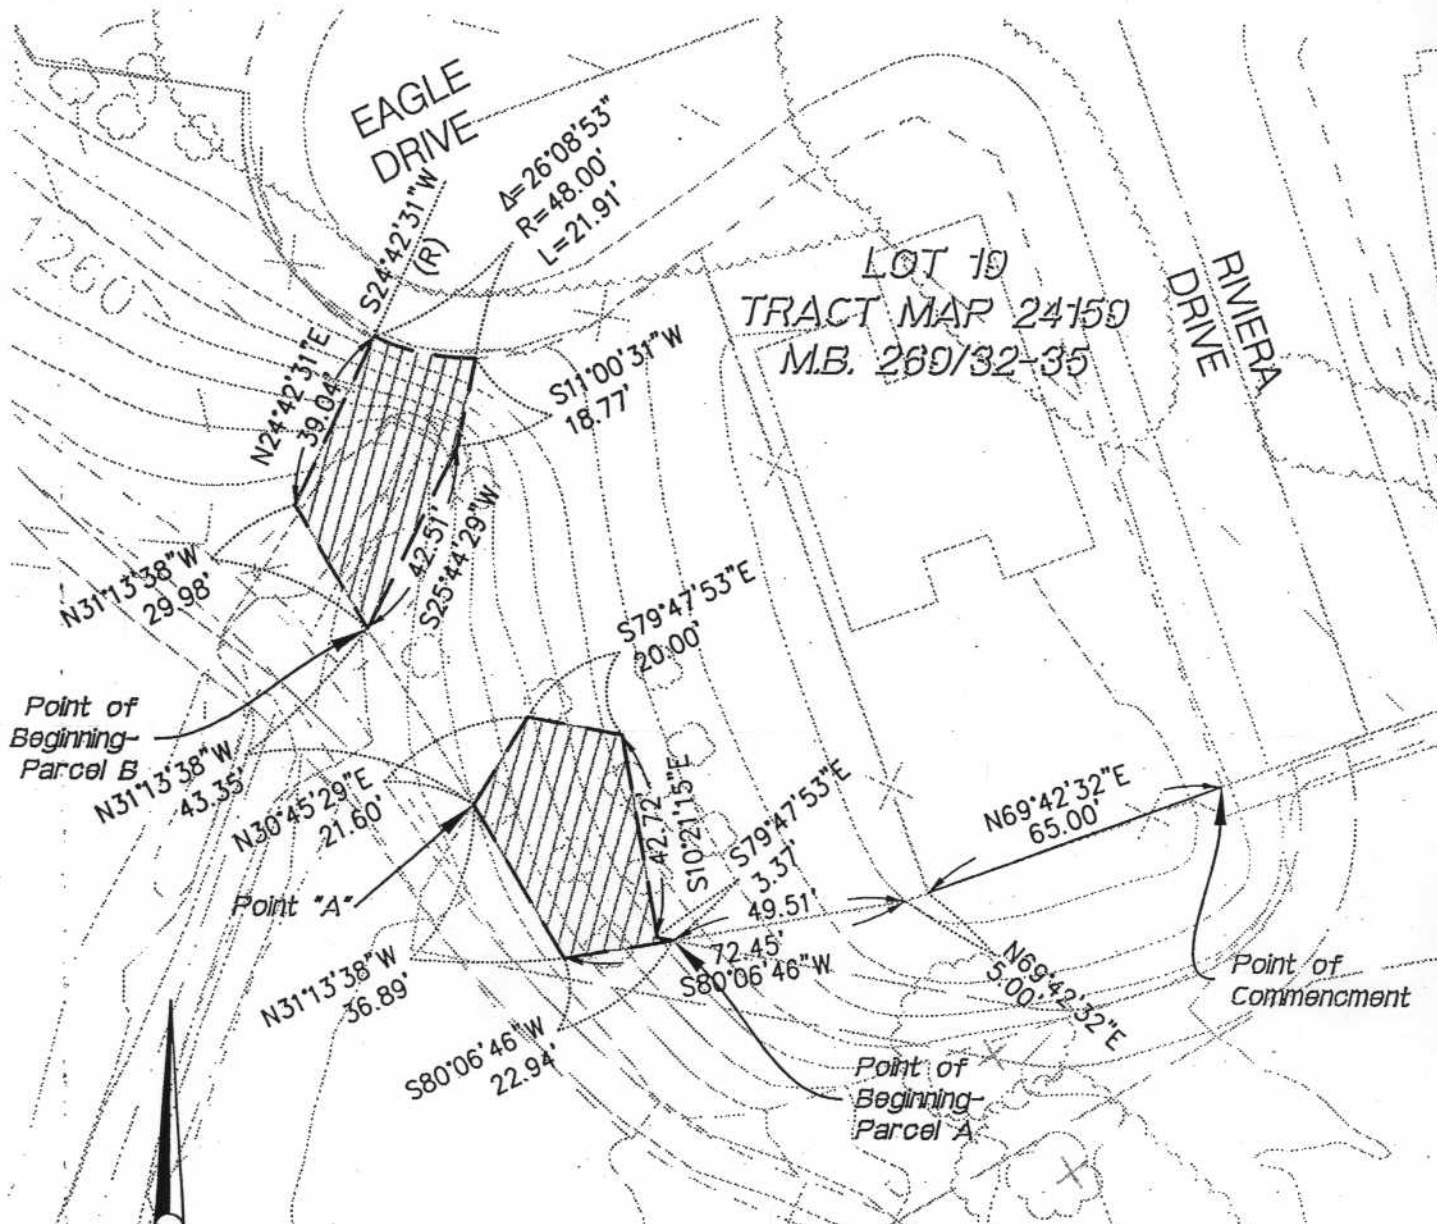 EAGLE
DRIVE
Δ=26°08'53"
R=48.00'
L=21.91'
S24°42'31"W
(R)
1260
LOT 19
TRACT MAP 24159
M.B. 269/32-35
RIVIERA
DRIVE
N24°42'31"E
39.04'
S11°00'31"W
18.77'
42.51'
S25°44'29"W
N31°13'38"W
29.98'
S79°47'53"E
20.00'
Point of
Beginning-
Parcel B
N31°13'38"W
43.35'
N30°45'29"E
21.60'
42.72'
S10°21'15"E
S79°47'53"E
3.37'
49.51'
72.45'
S80°06'46"W
N69°42'32"E
65.00'
Point "A"
N31°13'38"W
36.89'
N69°42'32"E
5.00'
Point of
Commencment
S80°06'46"W
22.94'
Point of
Beginning-
Parcel A